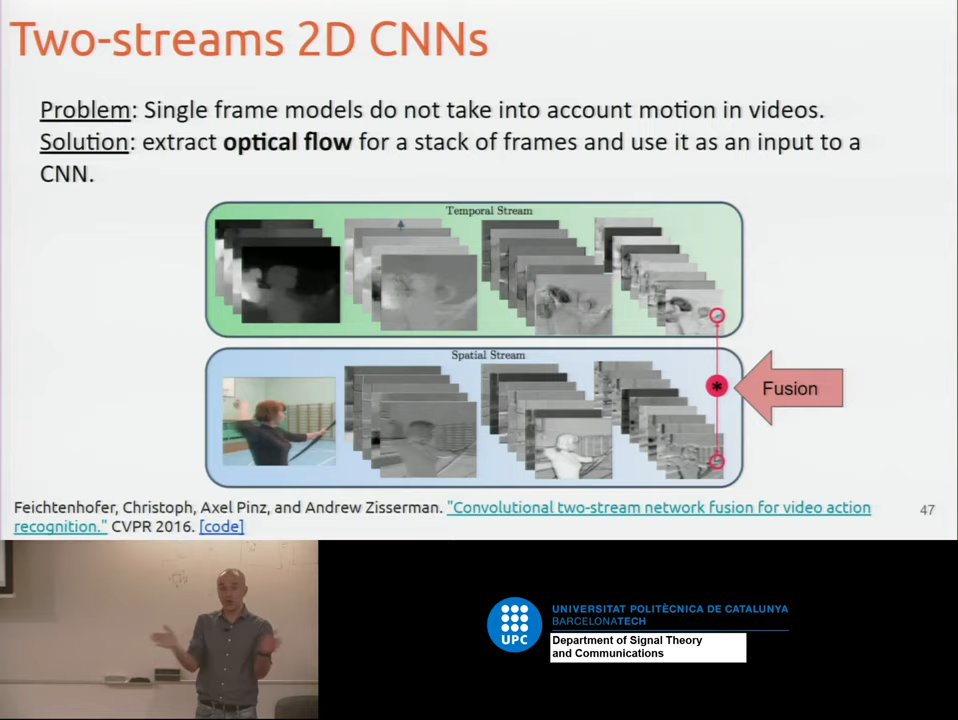 Two-streams 2D CNNs
Problem: Single frame models do not take into account motion in videos.
Solution: extract optical flow for a stack of frames and use it as an input to a
CNN.
Temporal Stream
Spatial Stream
*
Fusion
Feichtenhofer, Christoph, Axel Pinz, and Andrew Zisserman. "Convolutional two-stream network fusion for video action
recognition." CVPR 2016. [code]
47
UPC
UNIVERSITAT POLITÈCNICA DE CATALUNYA
BARCELONATECH
Department of Signal Theory
and Communications